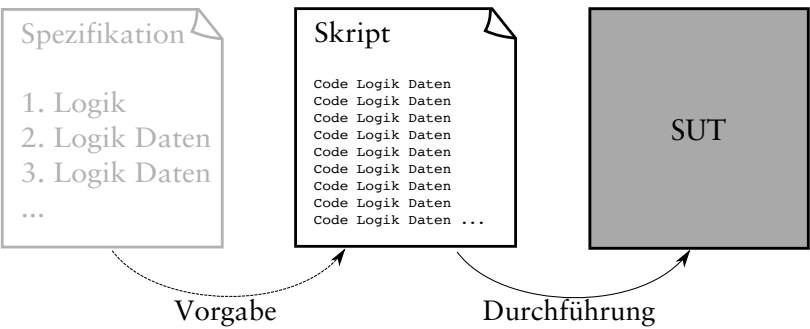 Spezifikation
1. Logik
2. Logik Daten
3. Logik Daten
...
Skript
Code Logik Daten
Code Logik Daten
Code Logik Daten
Code Logik Daten
Code Logik Daten
Code Logik Daten
Code Logik Daten
Code Logik Daten
Code Logik Daten ...
SUT
Vorgabe
Durchführung